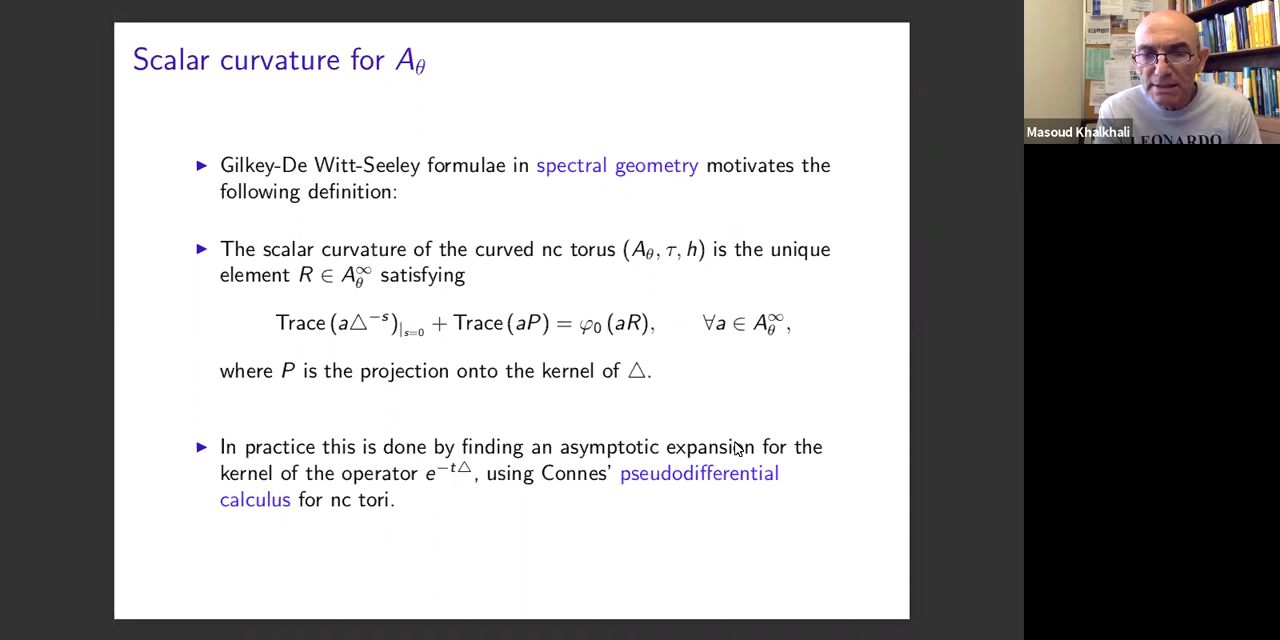 Scalar curvature for A_θ
▶ Gilkey-De Witt-Seeley formulae in spectral geometry motivates the
following definition:
▶ The scalar curvature of the curved nc torus (A_θ, τ, h) is the unique
element R ∈ A_θ^∞ satisfying
Trace (a△^{-s})_{|_{s=0}} + Trace (aP) = φ_0 (aR), ∀a ∈ A_θ^∞,
where P is the projection onto the kernel of △.
▶ In practice this is done by finding an asymptotic expansion for the
kernel of the operator e^{-t△}, using Connes' pseudodifferential
calculus for nc tori.
Masoud Khalkhali
LEONARDO